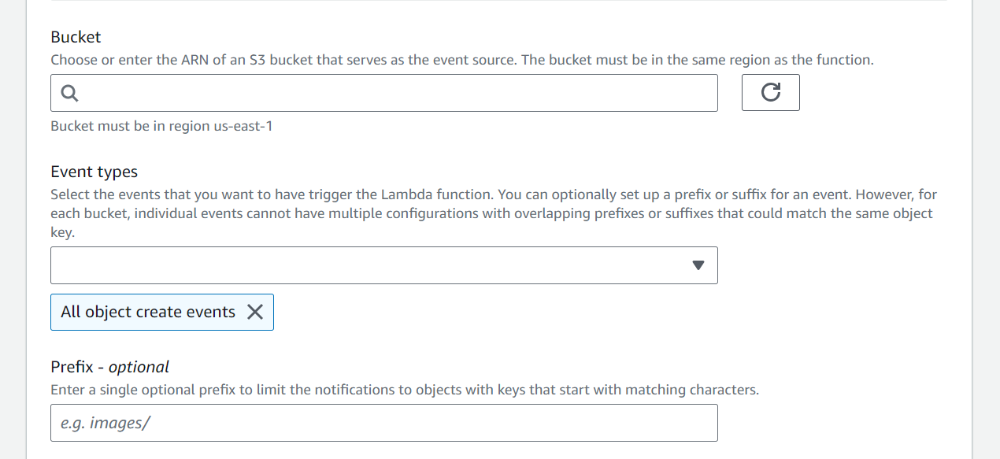 Bucket
Choose or enter the ARN of an S3 bucket that serves as the event source. The bucket must be in the same region as the function.
Bucket must be in region us-east-1
Event types
Select the events that you want to have trigger the Lambda function. You can optionally set up a prefix or suffix for an event. However, for
each bucket, individual events cannot have multiple configurations with overlapping prefixes or suffixes that could match the same object
key.
All object create events
Prefix - optional
Enter a single optional prefix to limit the notifications to objects with keys that start with matching characters.
e.g. images/